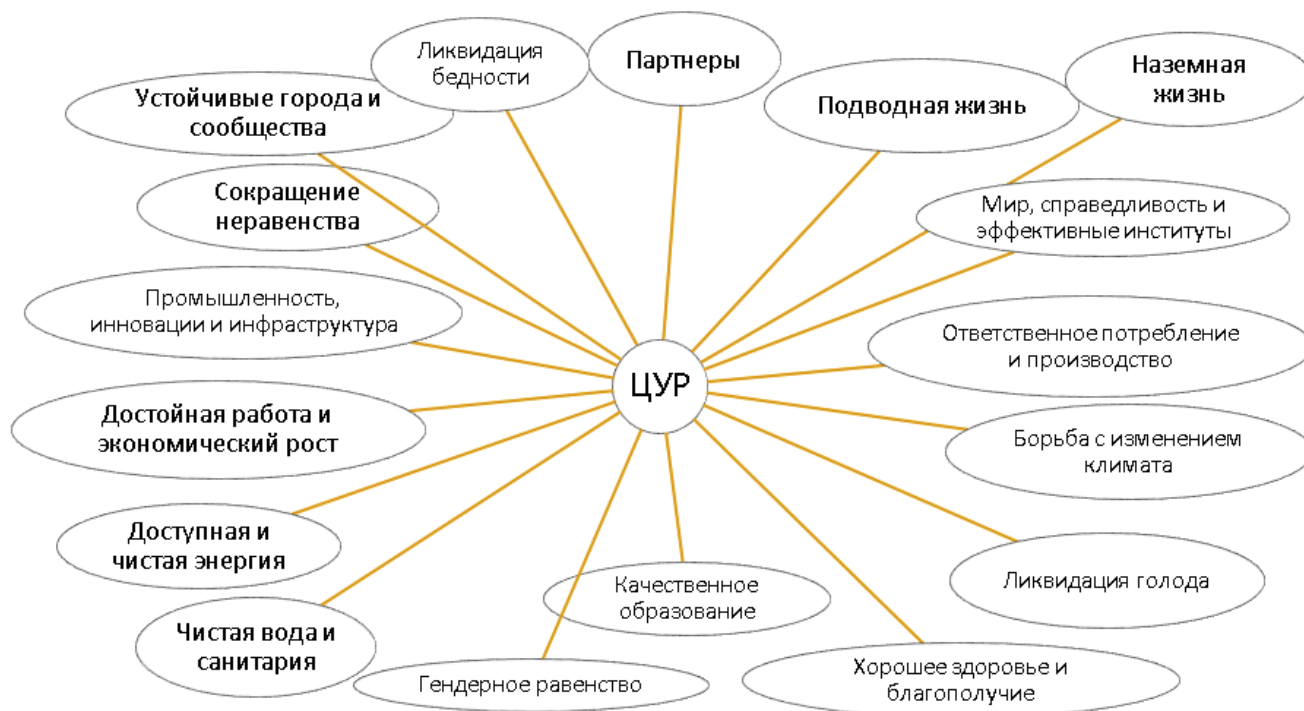 Ликвидация
бедности
Партнеры
Наземная
жизнь
Устойчивые города и
сообщества
Подводная жизнь
Сокращение
неравенства
Мир, справедливость и
эффективные институты
Промышленность,
инновации и инфраструктура
Ответственное потребление
и производство
ЦУР
Достойная работа и
экономический рост
Борьба с изменением
климата
Доступная и
чистая энергия
Ликвидация голода
Качественное
образование
Чистая вода и
санитария
Гендерное равенство
Хорошее здоровье и
благополучие